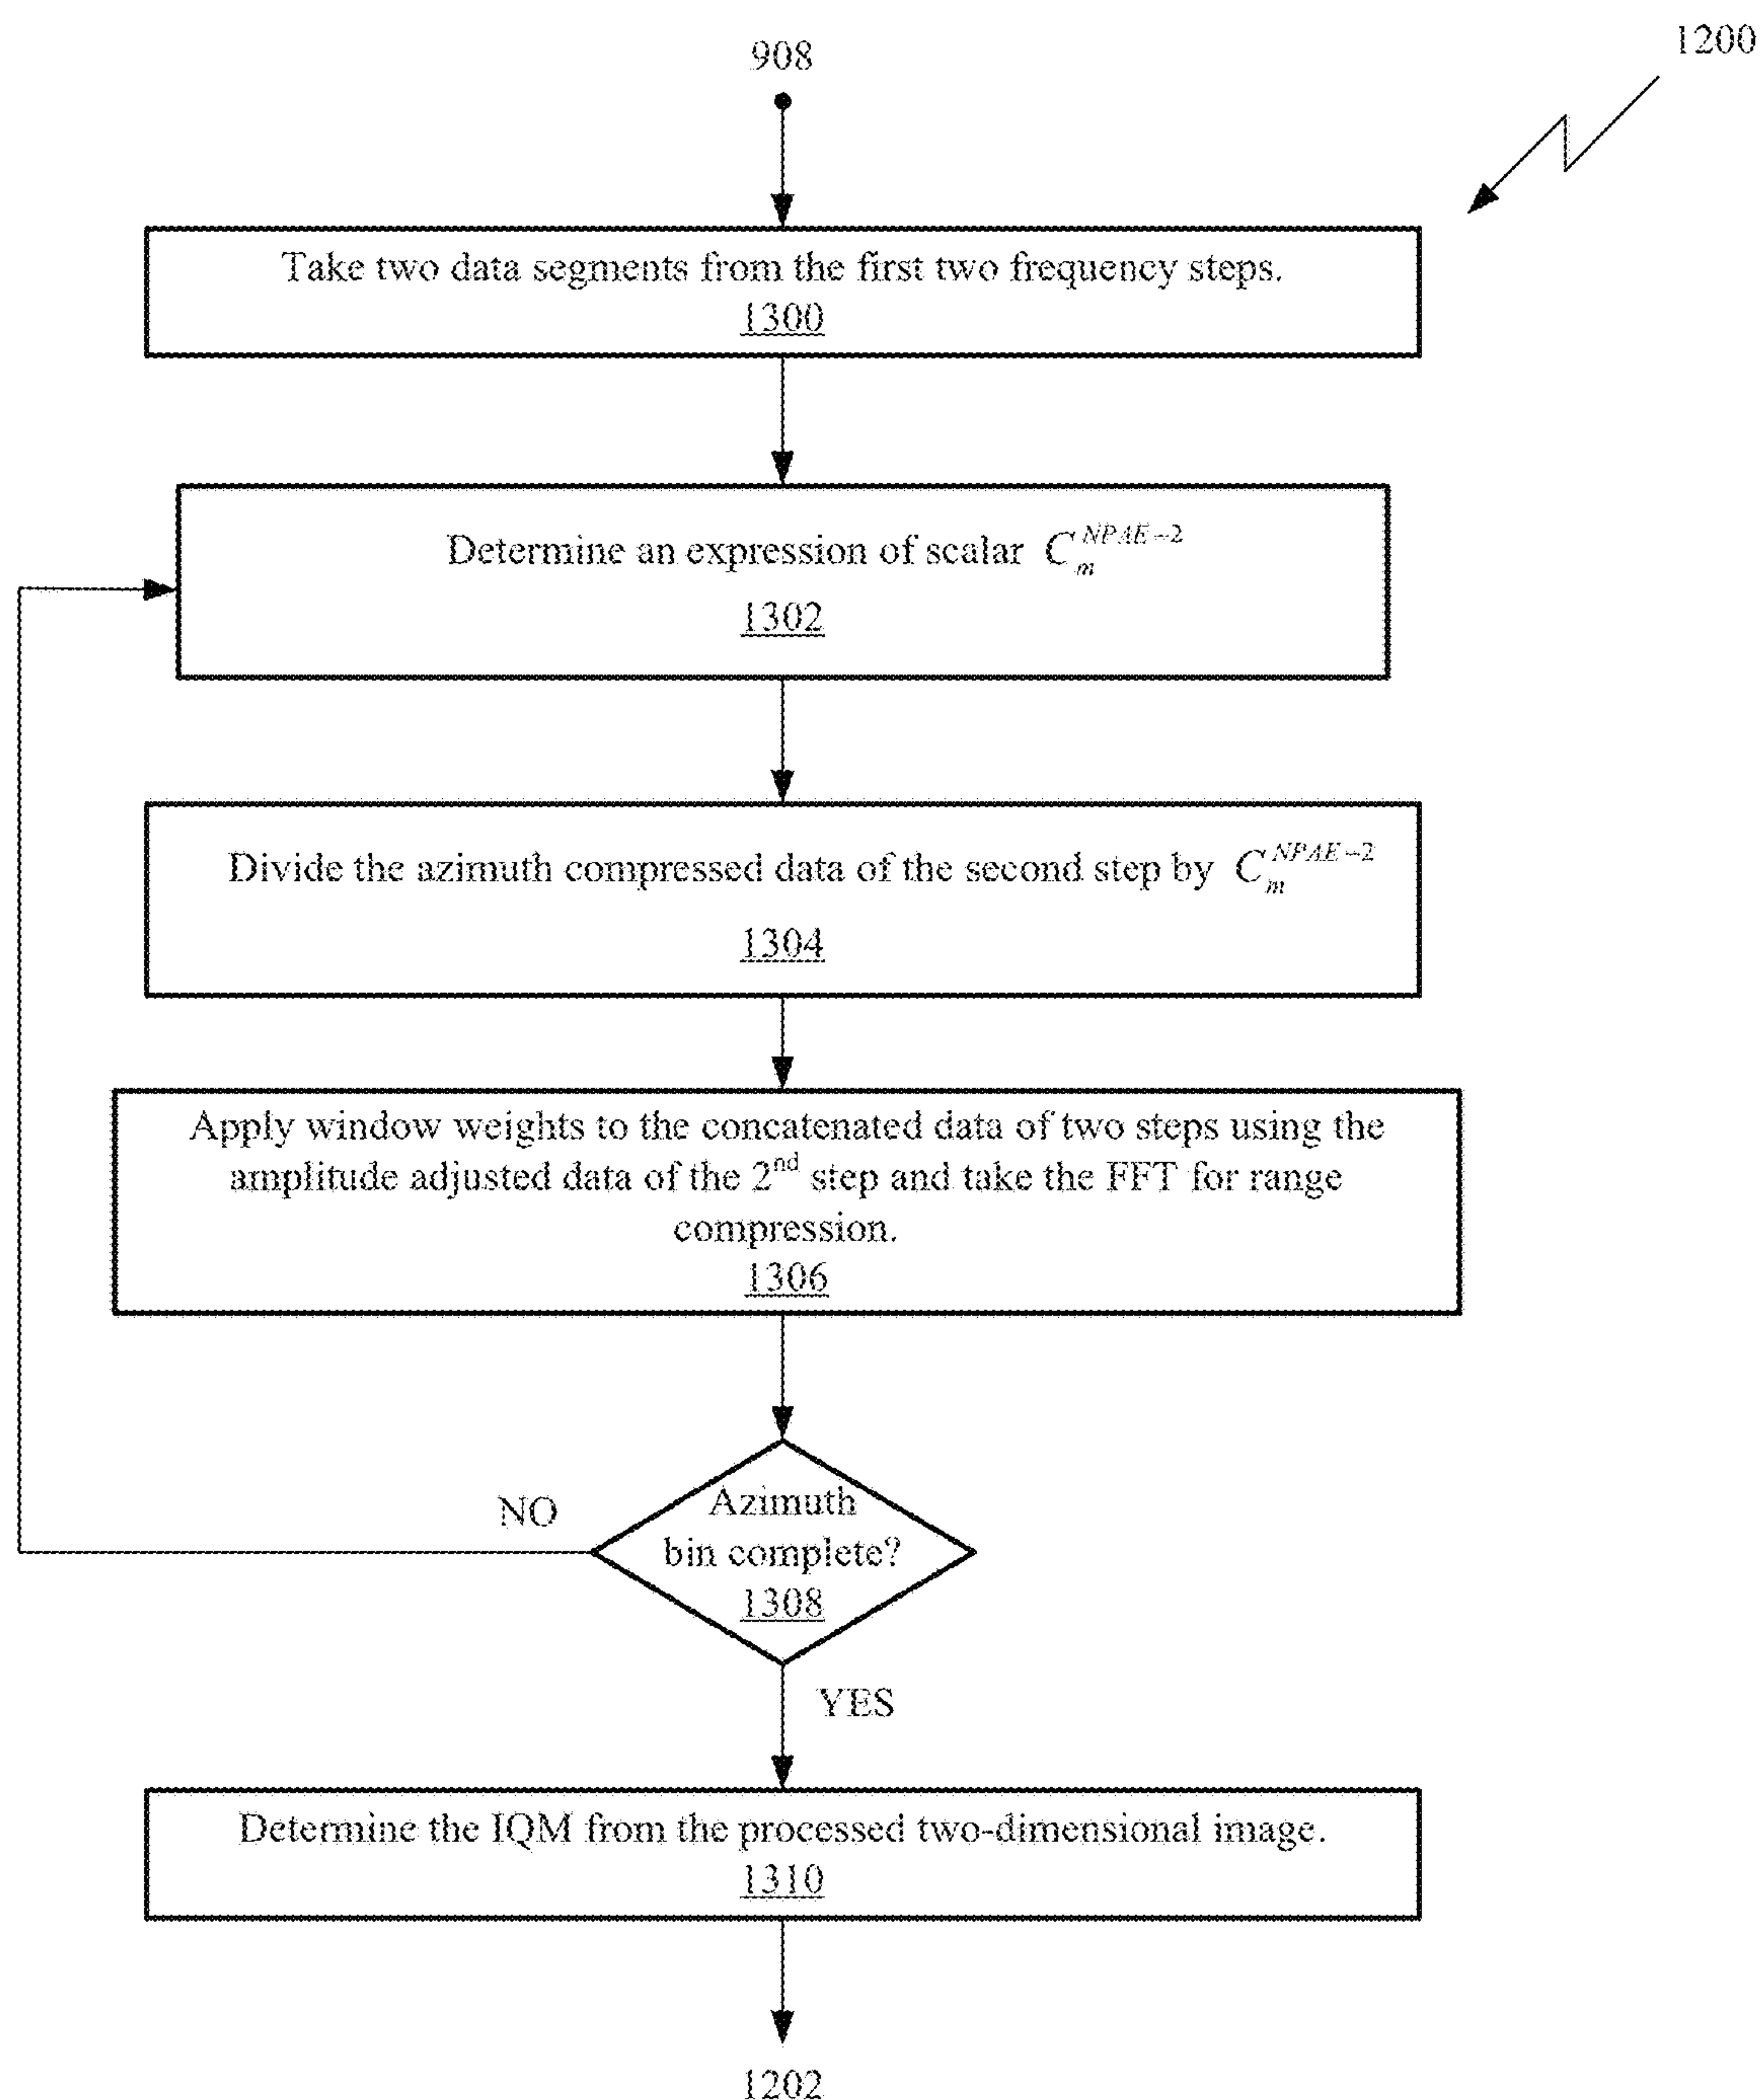 908
1200
Take two data segments from the first two frequency steps.
1300
Determine an expression of scalar C_m^{NPAE-2}
1302
Divide the azimuth compressed data of the second step by C_m^{NPAE-2}
1304
Apply window weights to the concatenated data of two steps using the
amplitude adjusted data of the 2nd step and take the FFT for range
compression.
1306
Azimuth
bin complete?
1308
NO
YES
Determine the IQM from the processed two-dimensional image.
1310
1202